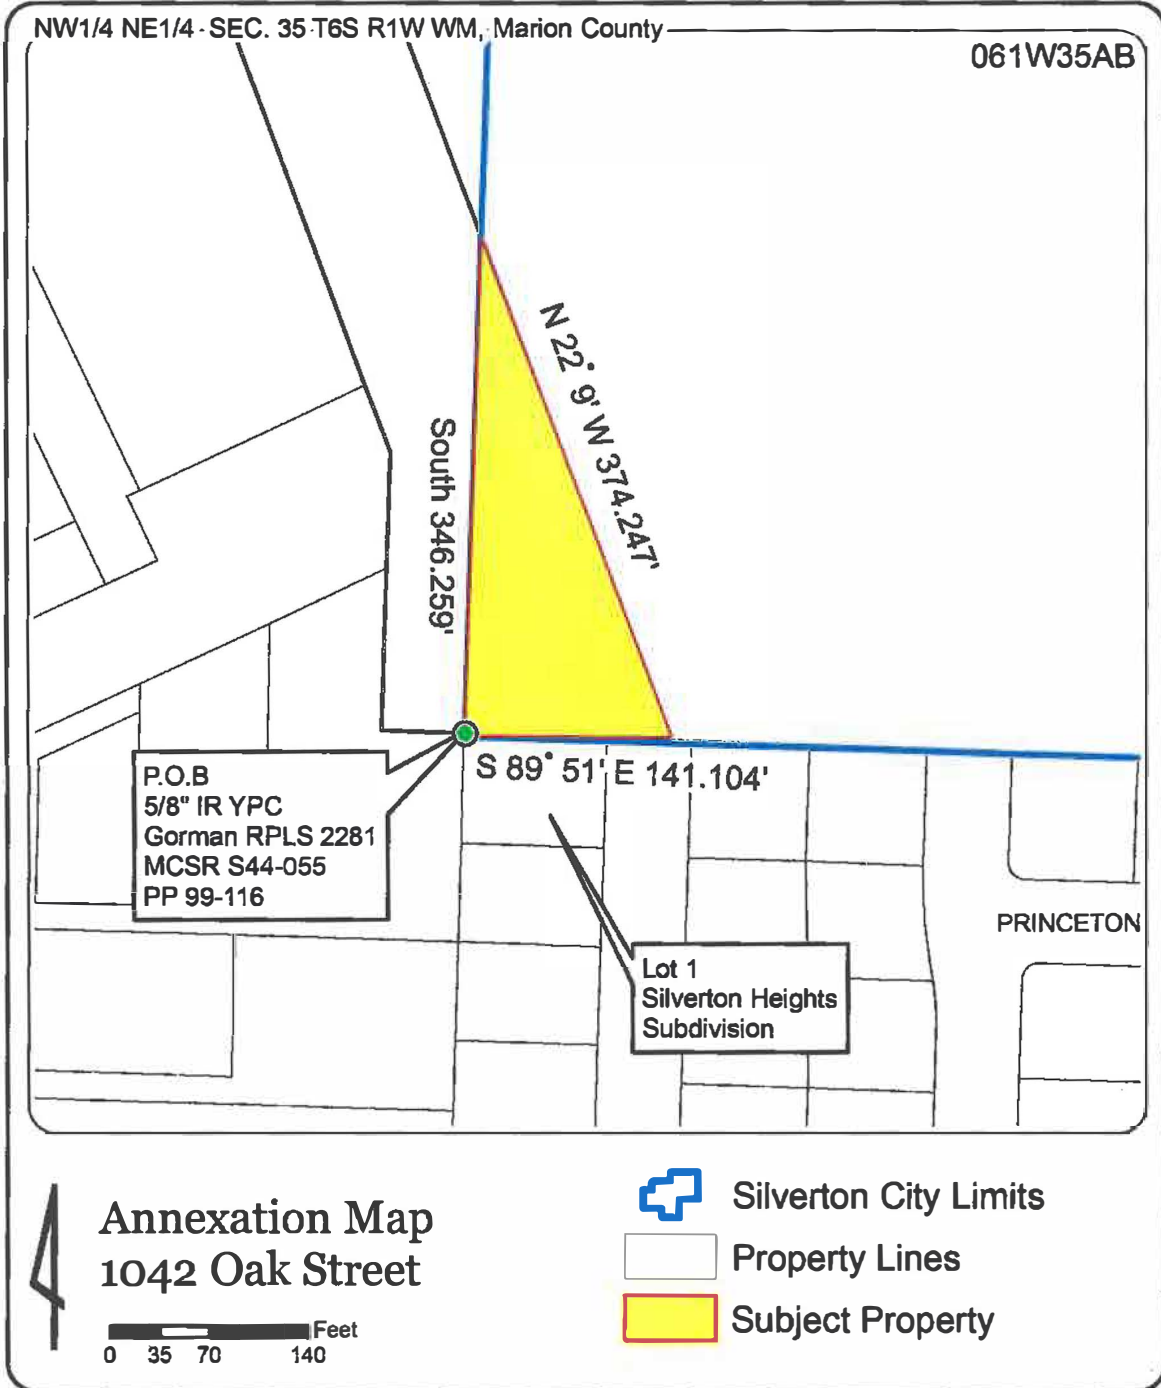 NW1/4 NE1/4 SEC. 35 T6S R1W WM, Marion County
061W35AB
N 22° 9' W 374.247'
South 346.259'
S 89° 51' E 141.104'
P.O.B
5/8" IR YPC
Gorman RPLS 2281
MCSR S44-055
PP 99-116
PRINCETON
Lot 1
Silverton Heights
Subdivision
Annexation Map
1042 Oak Street
Feet
0 35 70 140
Silverton City Limits
Property Lines
Subject Property